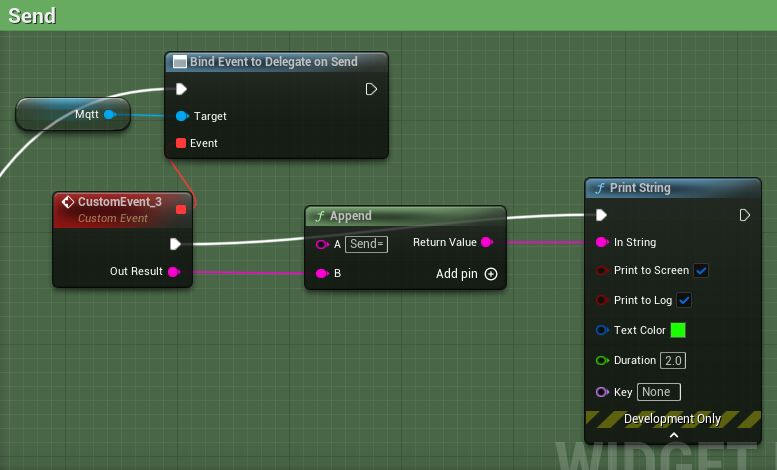 Send
Bind Event to Delegate on Send
Mqtt
Target
Event
CustomEvent_3
Custom Event
Out Result
Append
A Send=
Return Value
B
Add pin
Print String
In String
Print to Screen
Print to Log
Text Color
Duration 2.0
Key None
Development Only
WIDGET